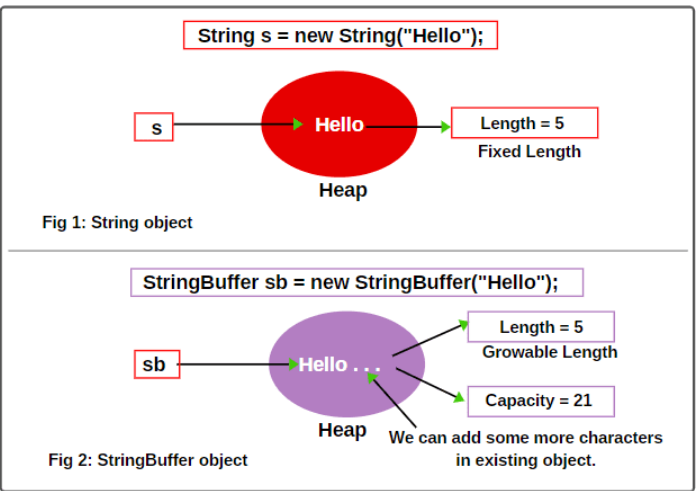 String s = new String("Hello");
s
Hello
Length = 5
Fixed Length
Heap
Fig 1: String object
StringBuffer sb = new StringBuffer("Hello");
Length = 5
Growable Length
sb
Hello . . .
Capacity = 21
Heap
We can add some more characters
in existing object.
Fig 2: StringBuffer object